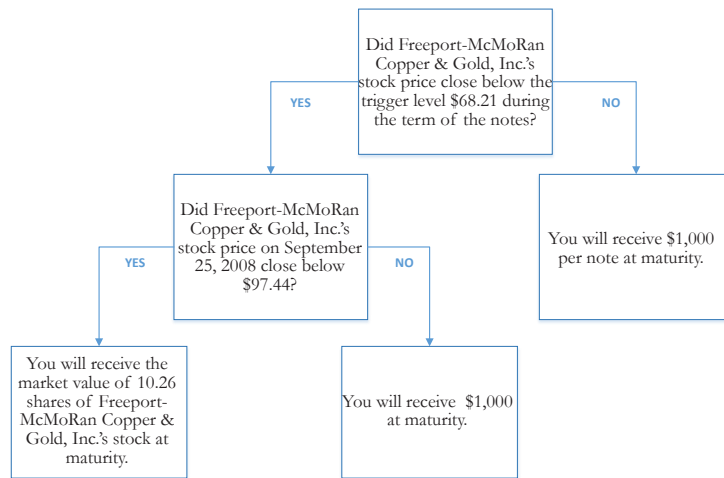 Did Freeport-McMoRan
Copper & Gold, Inc.'s
stock price close below the
trigger level $68.21 during
the term of the notes?
YES
NO
Did Freeport-McMoRan
Copper & Gold, Inc.'s
stock price on September
25, 2008 close below
$97.44?
You will receive $1,000
per note at maturity.
YES
NO
You will receive the
market value of 10.26
shares of Freeport-
McMoRan Copper &
Gold, Inc.'s stock at
maturity.
You will receive $1,000
at maturity.